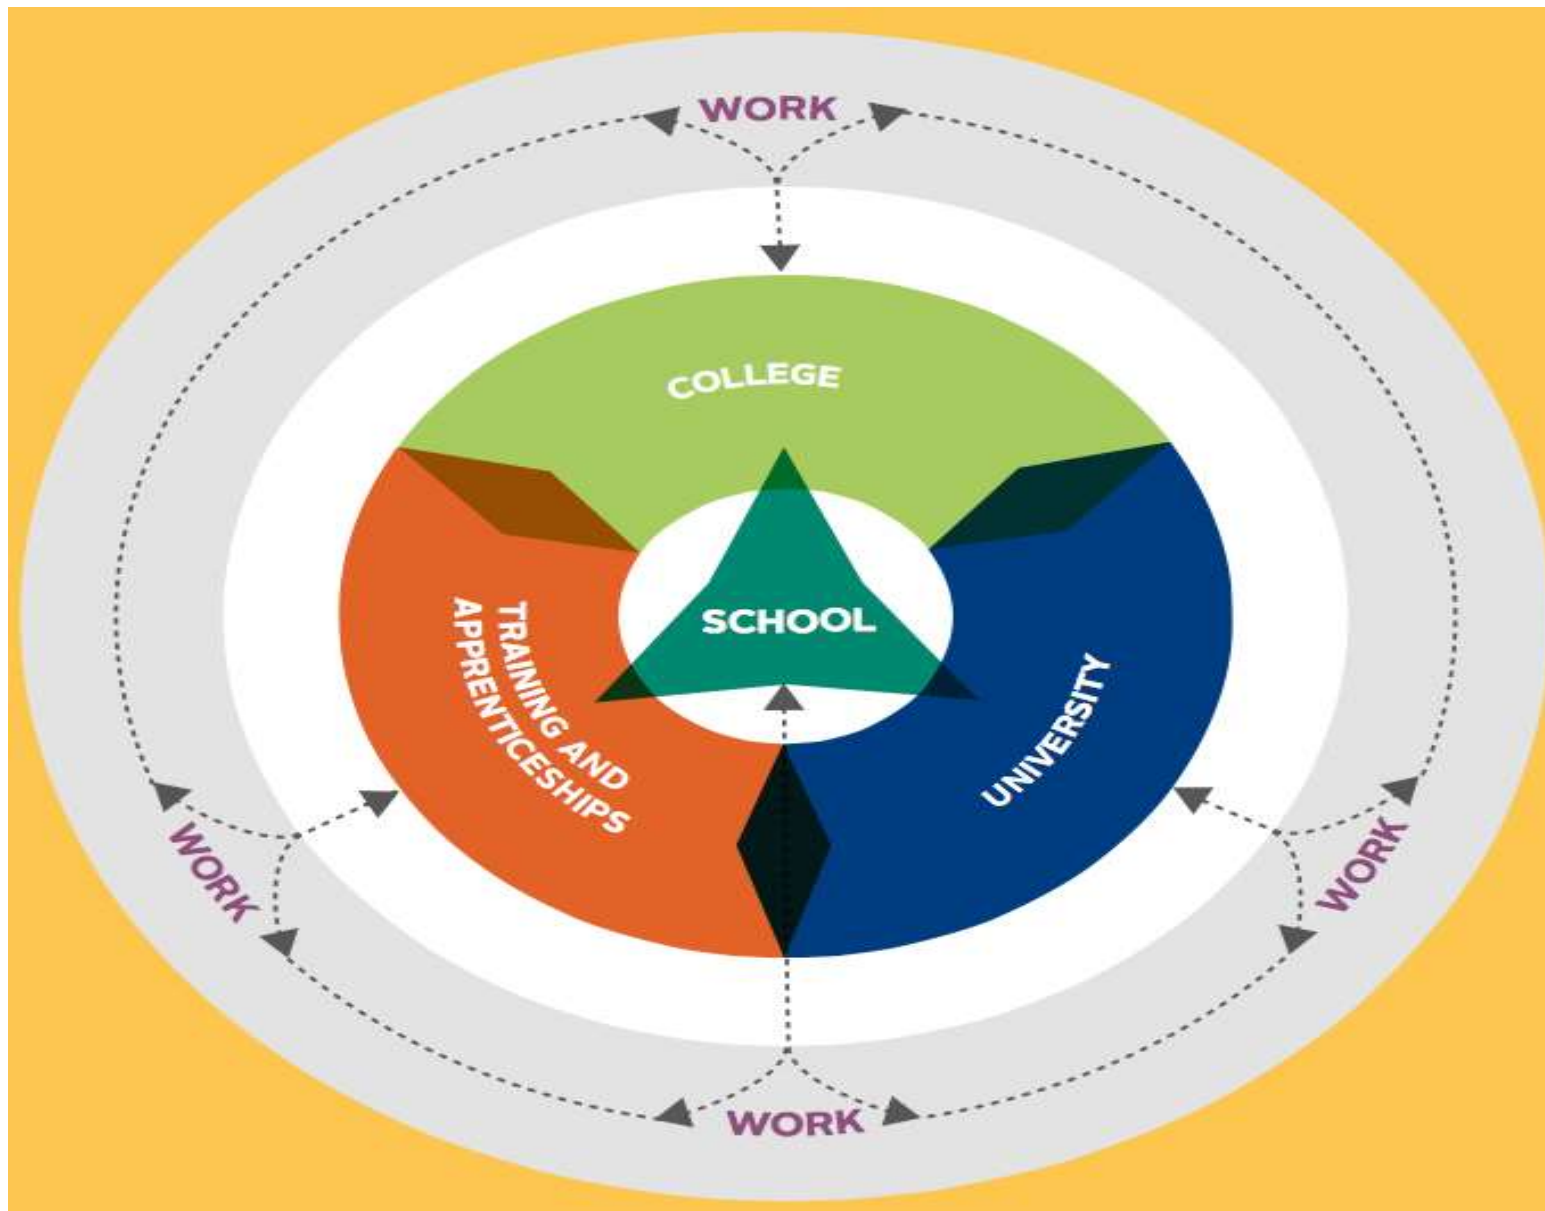 WORK
COLLEGE
SCHOOL
TRAINING AND
APPRENTICESHIPS
UNIVERSITY
WORK
WORK
WORK